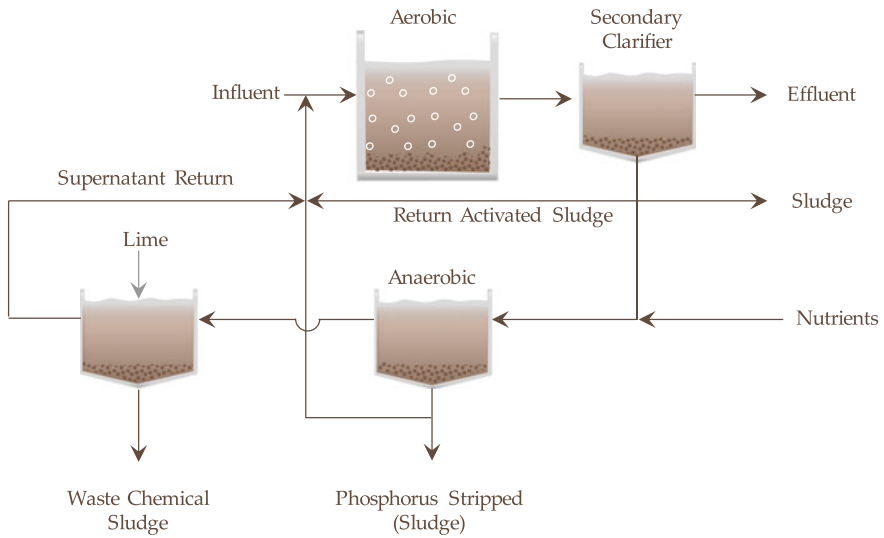 Aerobic
Secondary
Clarifier
Influent
Effluent
Supernatant Return
Return Activated Sludge
Sludge
Lime
Anaerobic
Nutrients
Waste Chemical
Sludge
Phosphorus Stripped
(Sludge)